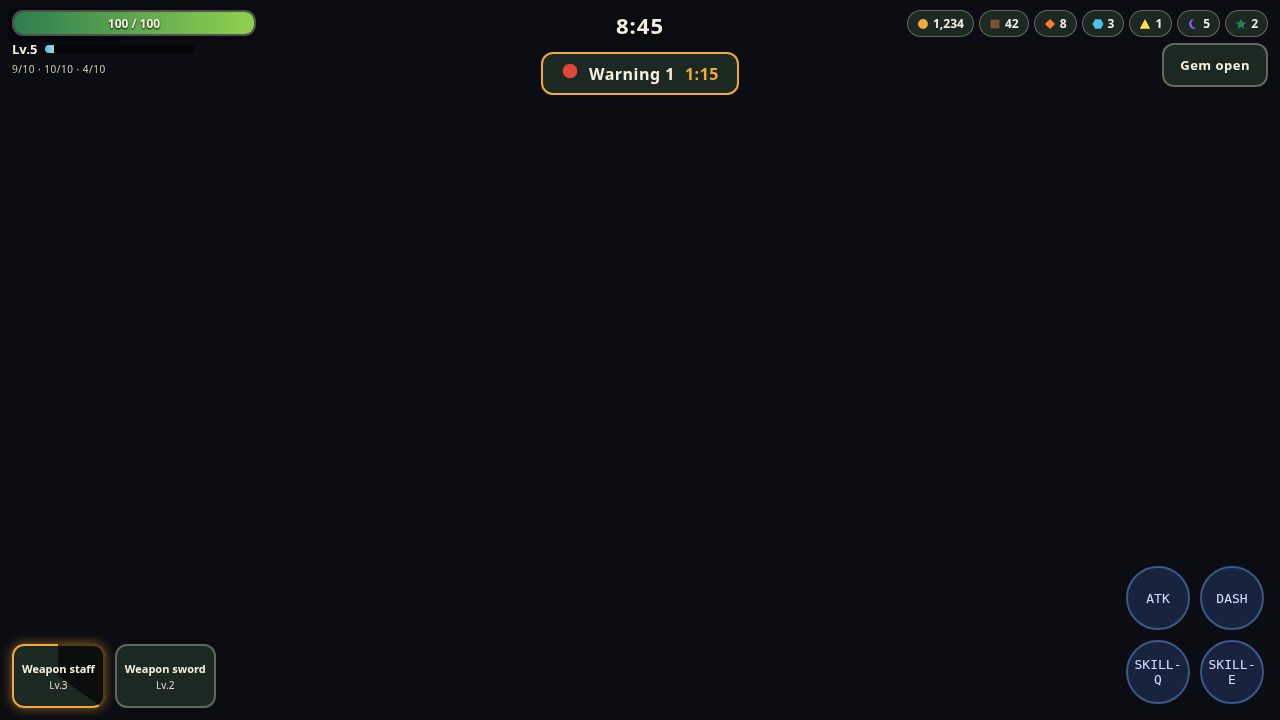 100 / 100
Lv.5
9/10 · 10/10 · 4/10
8:45
Warning 1 1:15
1,234 42 8 3 1 5 2
Gem open
ATK DASH
SKILL-Q
SKILL-E
Weapon staff
Lv.3
Weapon sword
Lv.2